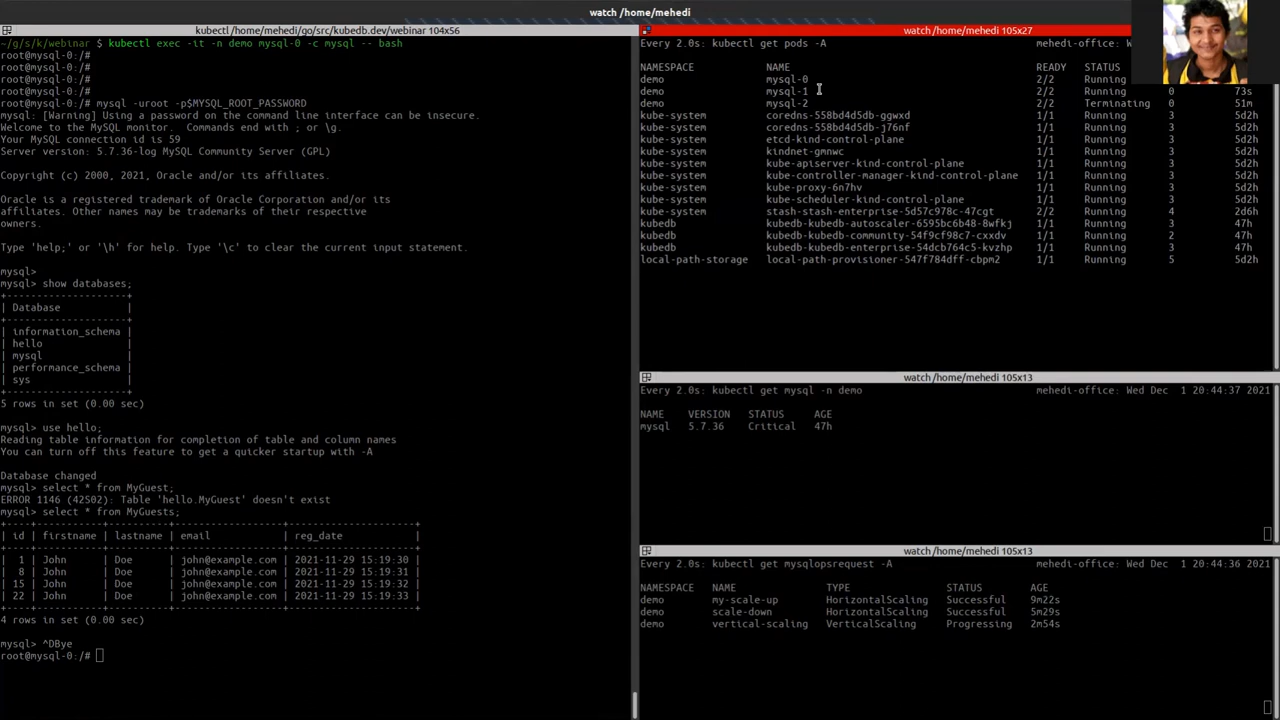 watch /home/mehedi
kubectl /home/mehedi/go/src/kubedb.dev/webinar 104x56
~/g/s/k/webinar $ kubectl exec -it -n demo mysql-0 -c mysql -- bash
root@mysql-0:/#
root@mysql-0:/#
root@mysql-0:/#
root@mysql-0:/#
root@mysql-0:/# mysql -uroot -p$MYSQL_ROOT_PASSWORD
mysql: [Warning] Using a password on the command line interface can be insecure.
Welcome to the MySQL monitor.  Commands end with ; or \g.
Your MySQL connection id is 59
Server version: 5.7.36-log MySQL Community Server (GPL)
Copyright (c) 2000, 2021, Oracle and/or its affiliates.
Oracle is a registered trademark of Oracle Corporation and/or its
affiliates. Other names may be trademarks of their respective
owners.
Type 'help;' or '\h' for help. Type '\c' to clear the current input statement.
mysql>
mysql> show databases;
+--------------------+
| Database           |
+--------------------+
| information_schema |
| hello              |
| mysql              |
| performance_schema |
| sys                |
+--------------------+
5 rows in set (0.00 sec)
mysql> use hello;
Reading table information for completion of table and column names
You can turn off this feature to get a quicker startup with -A
Database changed
mysql> select * from MyGuest;
ERROR 1146 (42S02): Table 'hello.MyGuest' doesn't exist
mysql> select * from MyGuests;
+----+-----------+----------+------------------+---------------------+
| id | firstname | lastname | email            | reg_date            |
+----+-----------+----------+------------------+---------------------+
|  1 | John      | Doe      | john@example.com | 2021-11-29 15:19:30 |
|  8 | John      | Doe      | john@example.com | 2021-11-29 15:19:31 |
| 15 | John      | Doe      | john@example.com | 2021-11-29 15:19:32 |
| 22 | John      | Doe      | john@example.com | 2021-11-29 15:19:33 |
+----+-----------+----------+------------------+---------------------+
4 rows in set (0.00 sec)
mysql> ^DBye
root@mysql-0:/#
watch /home/mehedi 105x27
Every 2.0s: kubectl get pods -A mehedi-office: W
NAMESPACE NAME READY STATUS
demo mysql-0 2/2 Running
demo mysql-1 2/2 Running 0 73s
demo mysql-2 2/2 Terminating 0 51m
kube-system coredns-558bd4d5db-ggwxd 1/1 Running 3 5d2h
kube-system coredns-558bd4d5db-j76nf 1/1 Running 3 5d2h
kube-system etcd-kind-control-plane 1/1 Running 3 5d2h
kube-system kindnet-gmnwc 1/1 Running 3 5d2h
kube-system kube-apiserver-kind-control-plane 1/1 Running 3 5d2h
kube-system kube-controller-manager-kind-control-plane 1/1 Running 3 5d2h
kube-system kube-proxy-6n7hv 1/1 Running 3 5d2h
kube-system kube-scheduler-kind-control-plane 1/1 Running 3 5d2h
kube-system stash-stash-enterprise-5d57c978c-47cgt 2/2 Running 4 2d6h
kubedb kubedb-kubedb-autoscaler-6595bc6b48-8wfkj 1/1 Running 3 47h
kubedb kubedb-kubedb-community-54f9cf98c7-cxxdv 1/1 Running 2 47h
kubedb kubedb-kubedb-enterprise-54dcb764c5-kvzhp 1/1 Running 3 47h
local-path-storage local-path-provisioner-547f784dff-cbpm2 1/1 Running 5 5d2h
watch /home/mehedi 105x13
Every 2.0s: kubectl get mysql -n demo mehedi-office: Wed Dec  1 20:44:37 2021
NAME VERSION STATUS AGE
mysql 5.7.36 Critical 47h
watch /home/mehedi 105x13
Every 2.0s: kubectl get mysqlopsrequest -A mehedi-office: Wed Dec  1 20:44:36 2021
NAMESPACE NAME TYPE STATUS AGE
demo my-scale-up HorizontalScaling Successful 9m22s
demo scale-down HorizontalScaling Successful 5m29s
demo vertical-scaling VerticalScaling Progressing 2m54s